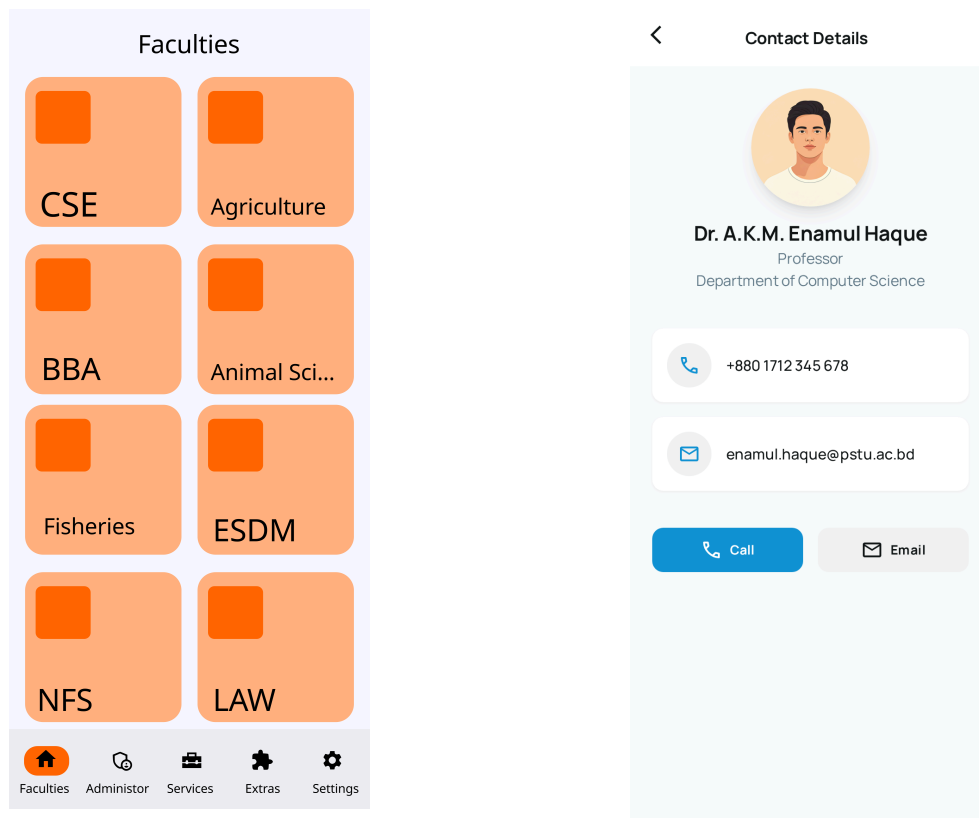 Faculties
CSE
Agriculture
BBA
Animal Sci...
Fisheries
ESDM
NFS
LAW
Faculties
Administor
Services
Extras
Settings
Contact Details
Dr. A.K.M. Enamul Haque
Professor
Department of Computer Science
+880 1712 345 678
enamul.haque@pstu.ac.bd
Call
Email